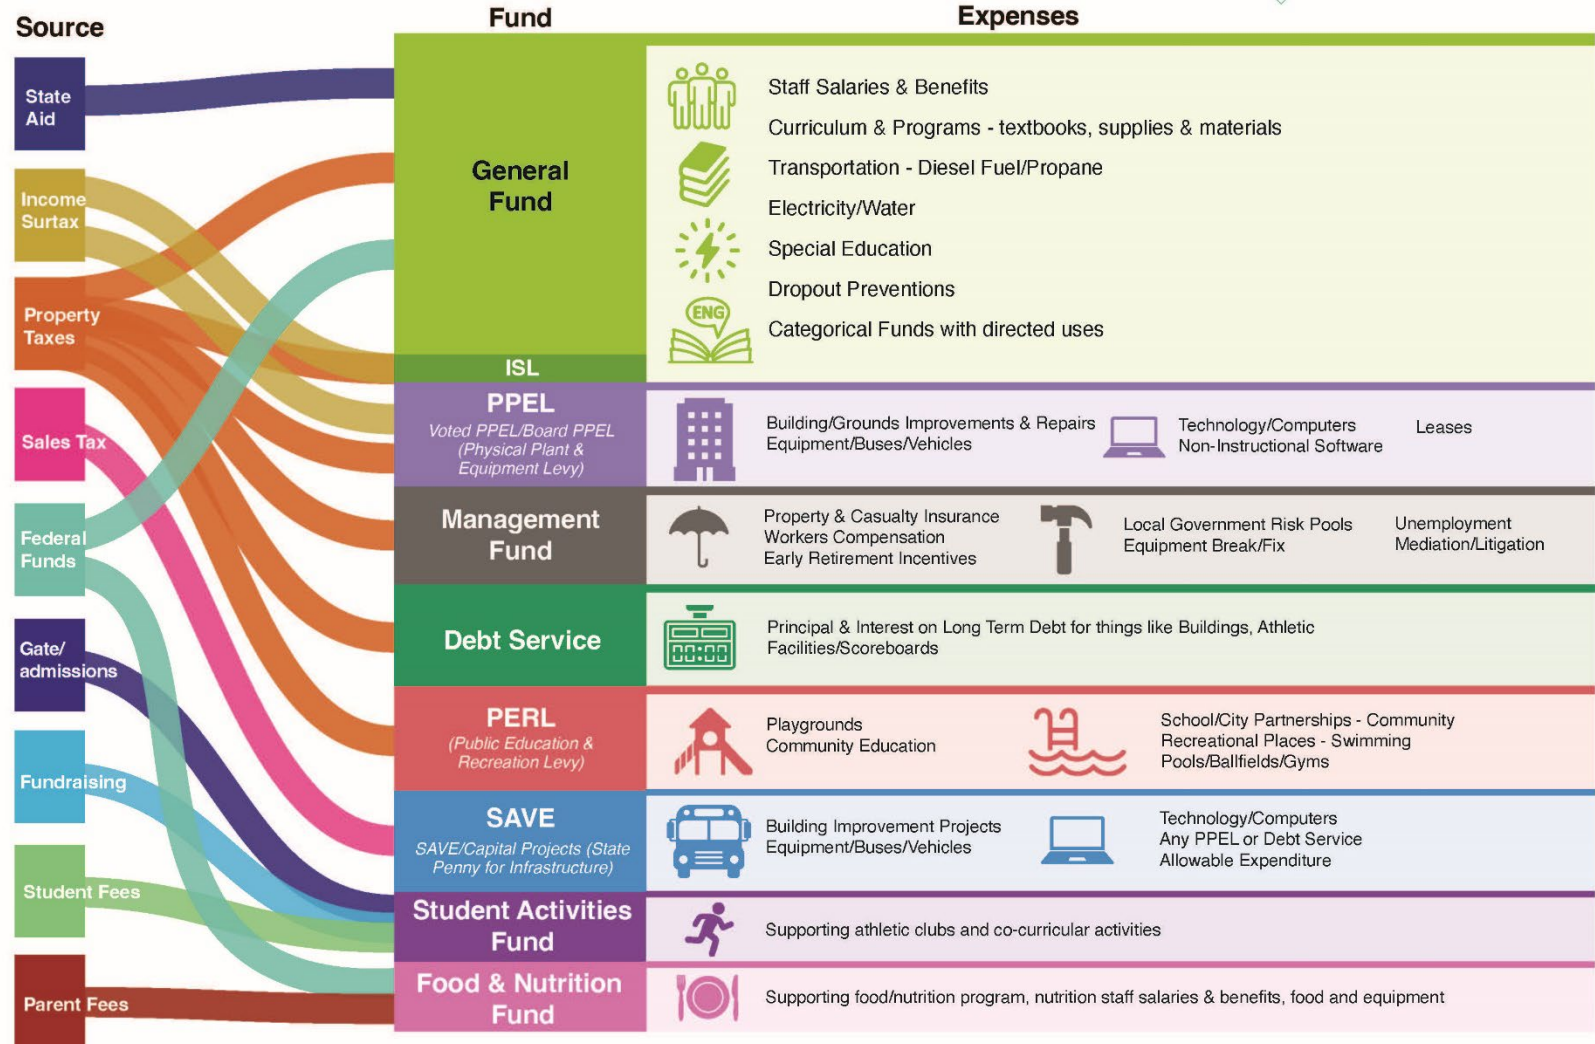 Source
Fund
Expenses
State
Aid
Income
Surtax
Property
Taxes
Sales Tax
Federal
Funds
Gate/
admissions
Fundraising
Student Fees
Parent Fees
General
Fund
Staff Salaries & Benefits
Curriculum & Programs - textbooks, supplies & materials
Transportation - Diesel Fuel/Propane
Electricity/Water
Special Education
Dropout Preventions
Categorical Funds with directed uses
ENG
ISL
PPEL
Voted PPEL/Board PPEL
(Physical Plant &
Equipment Levy)
Building/Grounds Improvements & Repairs
Equipment/Buses/Vehicles
Technology/Computers
Non-Instructional Software
Leases
Management
Fund
Property & Casualty Insurance
Workers Compensation
Early Retirement Incentives
Local Government Risk Pools
Equipment Break/Fix
Unemployment
Mediation/Litigation
Debt Service
00:00
Principal & Interest on Long Term Debt for things like Buildings, Athletic
Facilities/Scoreboards
PERL
(Public Education &
Recreation Levy)
Playgrounds
Community Education
School/City Partnerships - Community
Recreational Places - Swimming
Pools/Ballfields/Gyms
SAVE
SAVE/Capital Projects (State
Penny for Infrastructure)
Building Improvement Projects
Equipment/Buses/Vehicles
Technology/Computers
Any PPEL or Debt Service
Allowable Expenditure
Student Activities
Fund
Supporting athletic clubs and co-curricular activities
Food & Nutrition
Fund
Supporting food/nutrition program, nutrition staff salaries & benefits, food and equipment